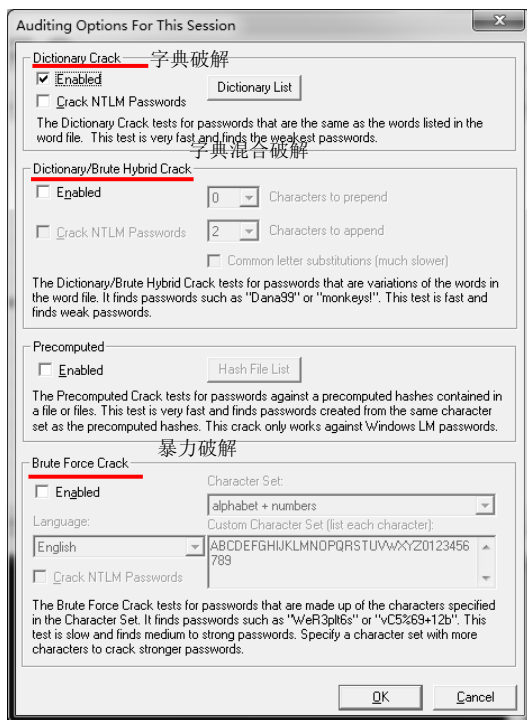 Auditing Options For This Session
Dictionary Crack 字典破解
Enabled
Dictionary List
Crack NTLM Passwords
The Dictionary Crack tests for passwords that are the same as the words listed in the
word file. This test is very fast and finds the weakest passwords.
字典混合破解
Dictionary/Brute Hybrid Crack
Enabled
0 Characters to prepend
Crack NTLM Passwords
2 Characters to append
Common letter substitutions (much slower)
The Dictionary/Brute Hybrid Crack tests for passwords that are variations of the words in
the word file. It finds passwords such as "Dana99" or "monkeys!". This test is fast and
finds weak passwords.
Precomputed
Enabled
Hash File List
The Precomputed Crack tests for passwords against a precomputed hashes contained in
a file or files. This test is very fast and finds passwords created from the same character
set as the precomputed hashes. This crack only works against Windows LM passwords.
暴力破解
Brute Force Crack
Enabled
Character Set:
alphabet + numbers
Language:
Custom Character Set (list each character):
English
ABCDEFGHIJKLMNOPQRSTUVWXYZ0123456
789
Crack NTLM Passwords
The Brute Force Crack tests for passwords that are made up of the characters specified
in the Character Set. It finds passwords such as "WeR3plt6s" or "vC5%69+12b". This
test is slow and finds medium to strong passwords. Specify a character set with more
characters to crack stronger passwords.
OK
Cancel